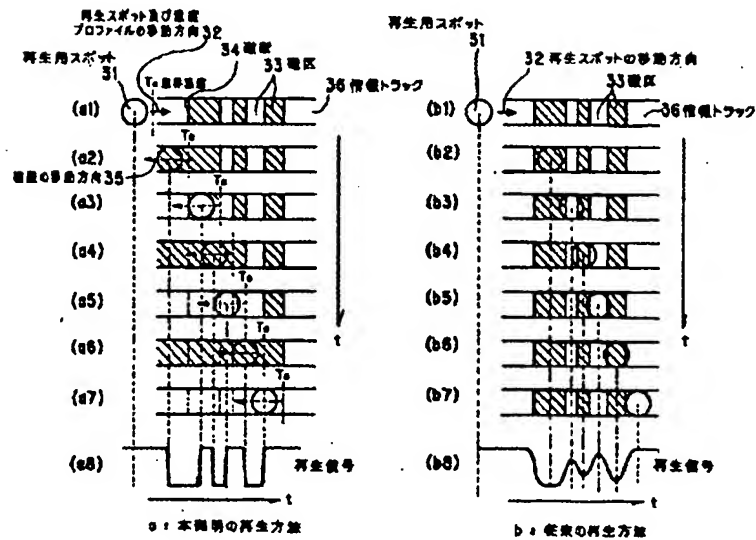 再生スポット及び温度
プロファイルの移動方向 32
再生用スポット
31
34 磁壁
33 磁区
36 情報トラック
(a1)
(a2)
Ts
磁壁の移動方向 35
(a3)
Ts
(a4)
Ts
(a5)
Ts
(a6)
Ts
(a7)
(a8)
再生信号
t
t
a : 本発明の再生方法
再生用スポット
31
32 再生スポットの移動方向
33 磁区
36 情報トラック
(b1)
(b2)
(b3)
(b4)
(b5)
(b6)
(b7)
(b8)
再生信号
t
t
b : 従来の再生方法